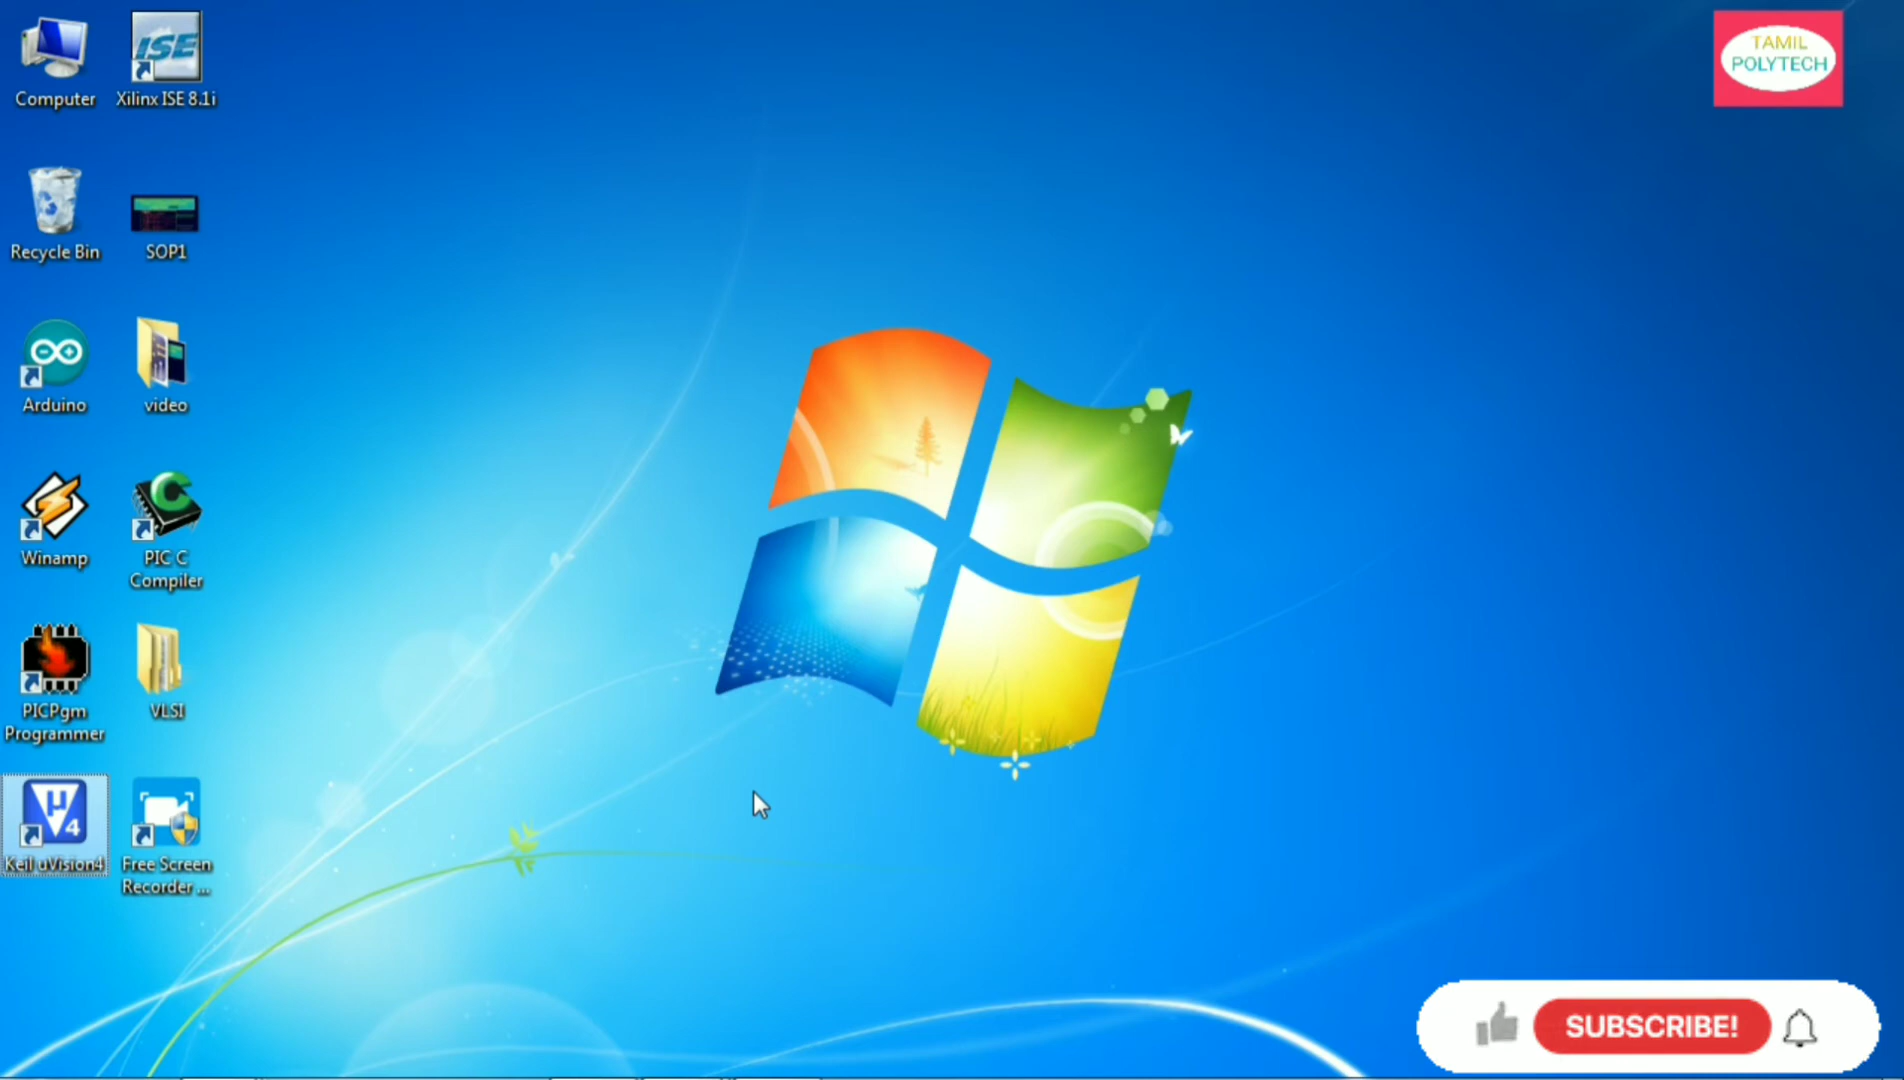 Computer
Xilinx ISE 8.1i
ISE
TAMIL
POLYTECH
Recycle Bin
SOP1
Arduino
video
Winamp
PIC C
Compiler
C
PICPgm
Programmer
VLSI
µ
4
Keil uVision4
Free Screen
Recorder ...
SUBSCRIBE!